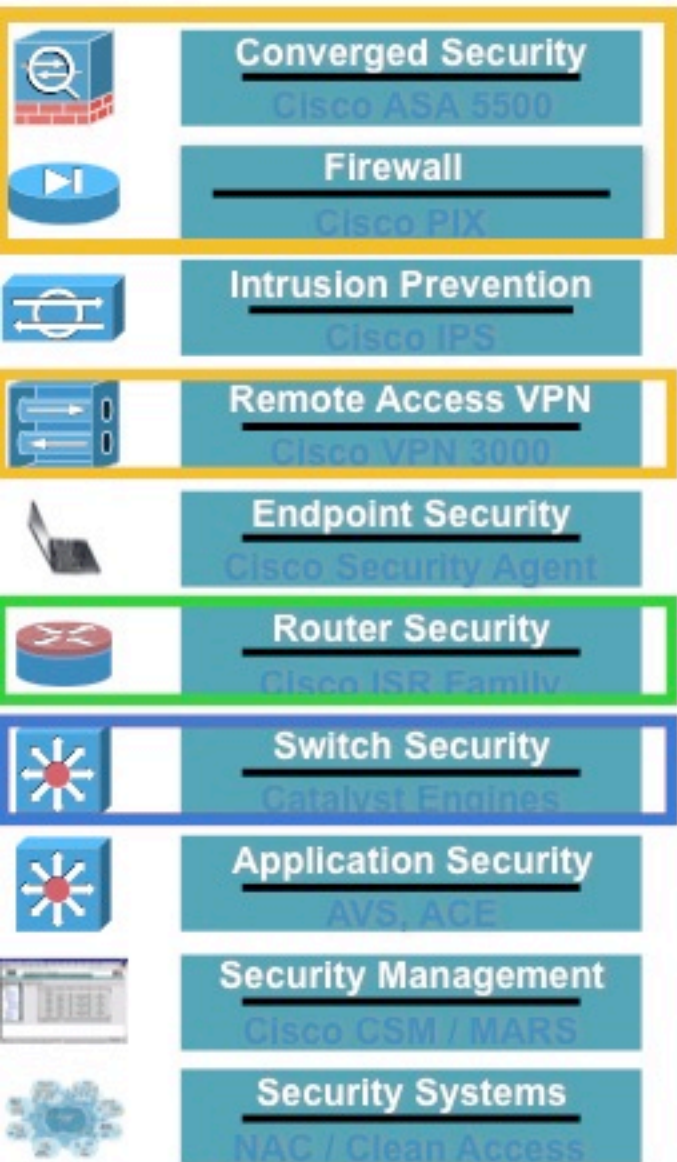 Converged Security
Cisco ASA 5500
Firewall
Cisco PIX
Intrusion Prevention
Cisco IPS
Remote Access VPN
Cisco VPN 3000
Endpoint Security
Cisco Security Agent
Router Security
Cisco ISR Family
Switch Security
Catalyst Engines
Application Security
AVS, ACE
Security Management
Cisco CSM / MARS
Security Systems
NAC / Clean Access